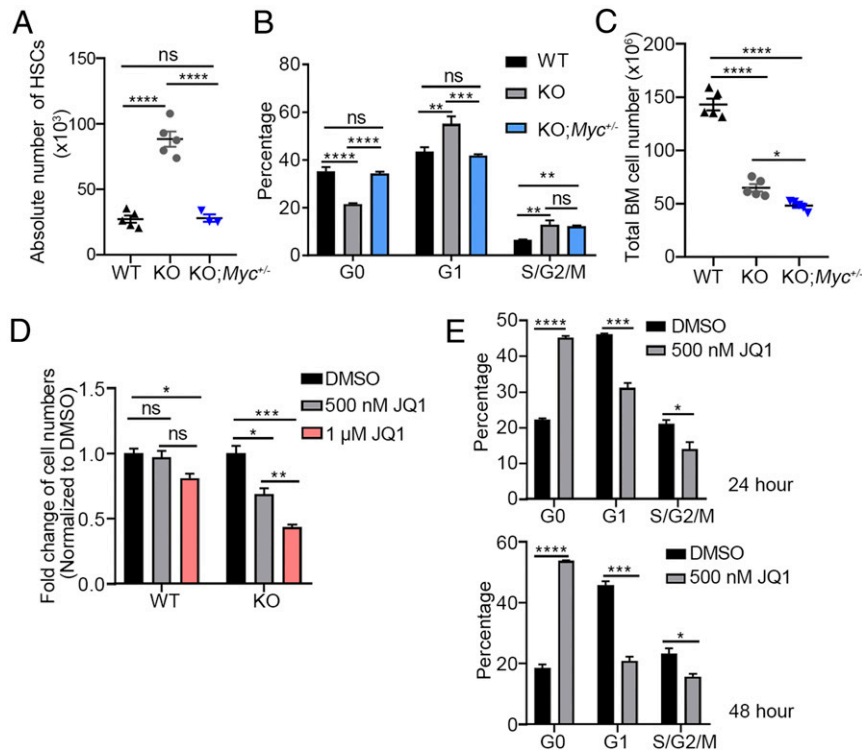 A
Absolute number of HSCs
(x10³)
150
100
50
0
ns
****
****
WT KO KO;Myc+/-
B
Percentage
80
60
40
20
0
ns
****
****
ns
**
***
**
**
ns
G0 G1 S/G2/M
WT
KO
KO;Myc+/-
C
Total BM cell number (x10⁶)
200
150
100
50
0
****
****
*
WT
KO
KO;Myc+/-
D
Fold change of cell numbers
(Normalized to DMSO)
1.5
1.0
0.5
0.0
*
ns
ns
***
*
**
WT KO
DMSO
500 nM JQ1
1 μM JQ1
E
Percentage
50
40
30
20
10
0
****
***
*
DMSO
500 nM JQ1
G0 G1 S/G2/M
24 hour
Percentage
60
40
20
0
****
***
*
DMSO
500 nM JQ1
G0 G1 S/G2/M
48 hour